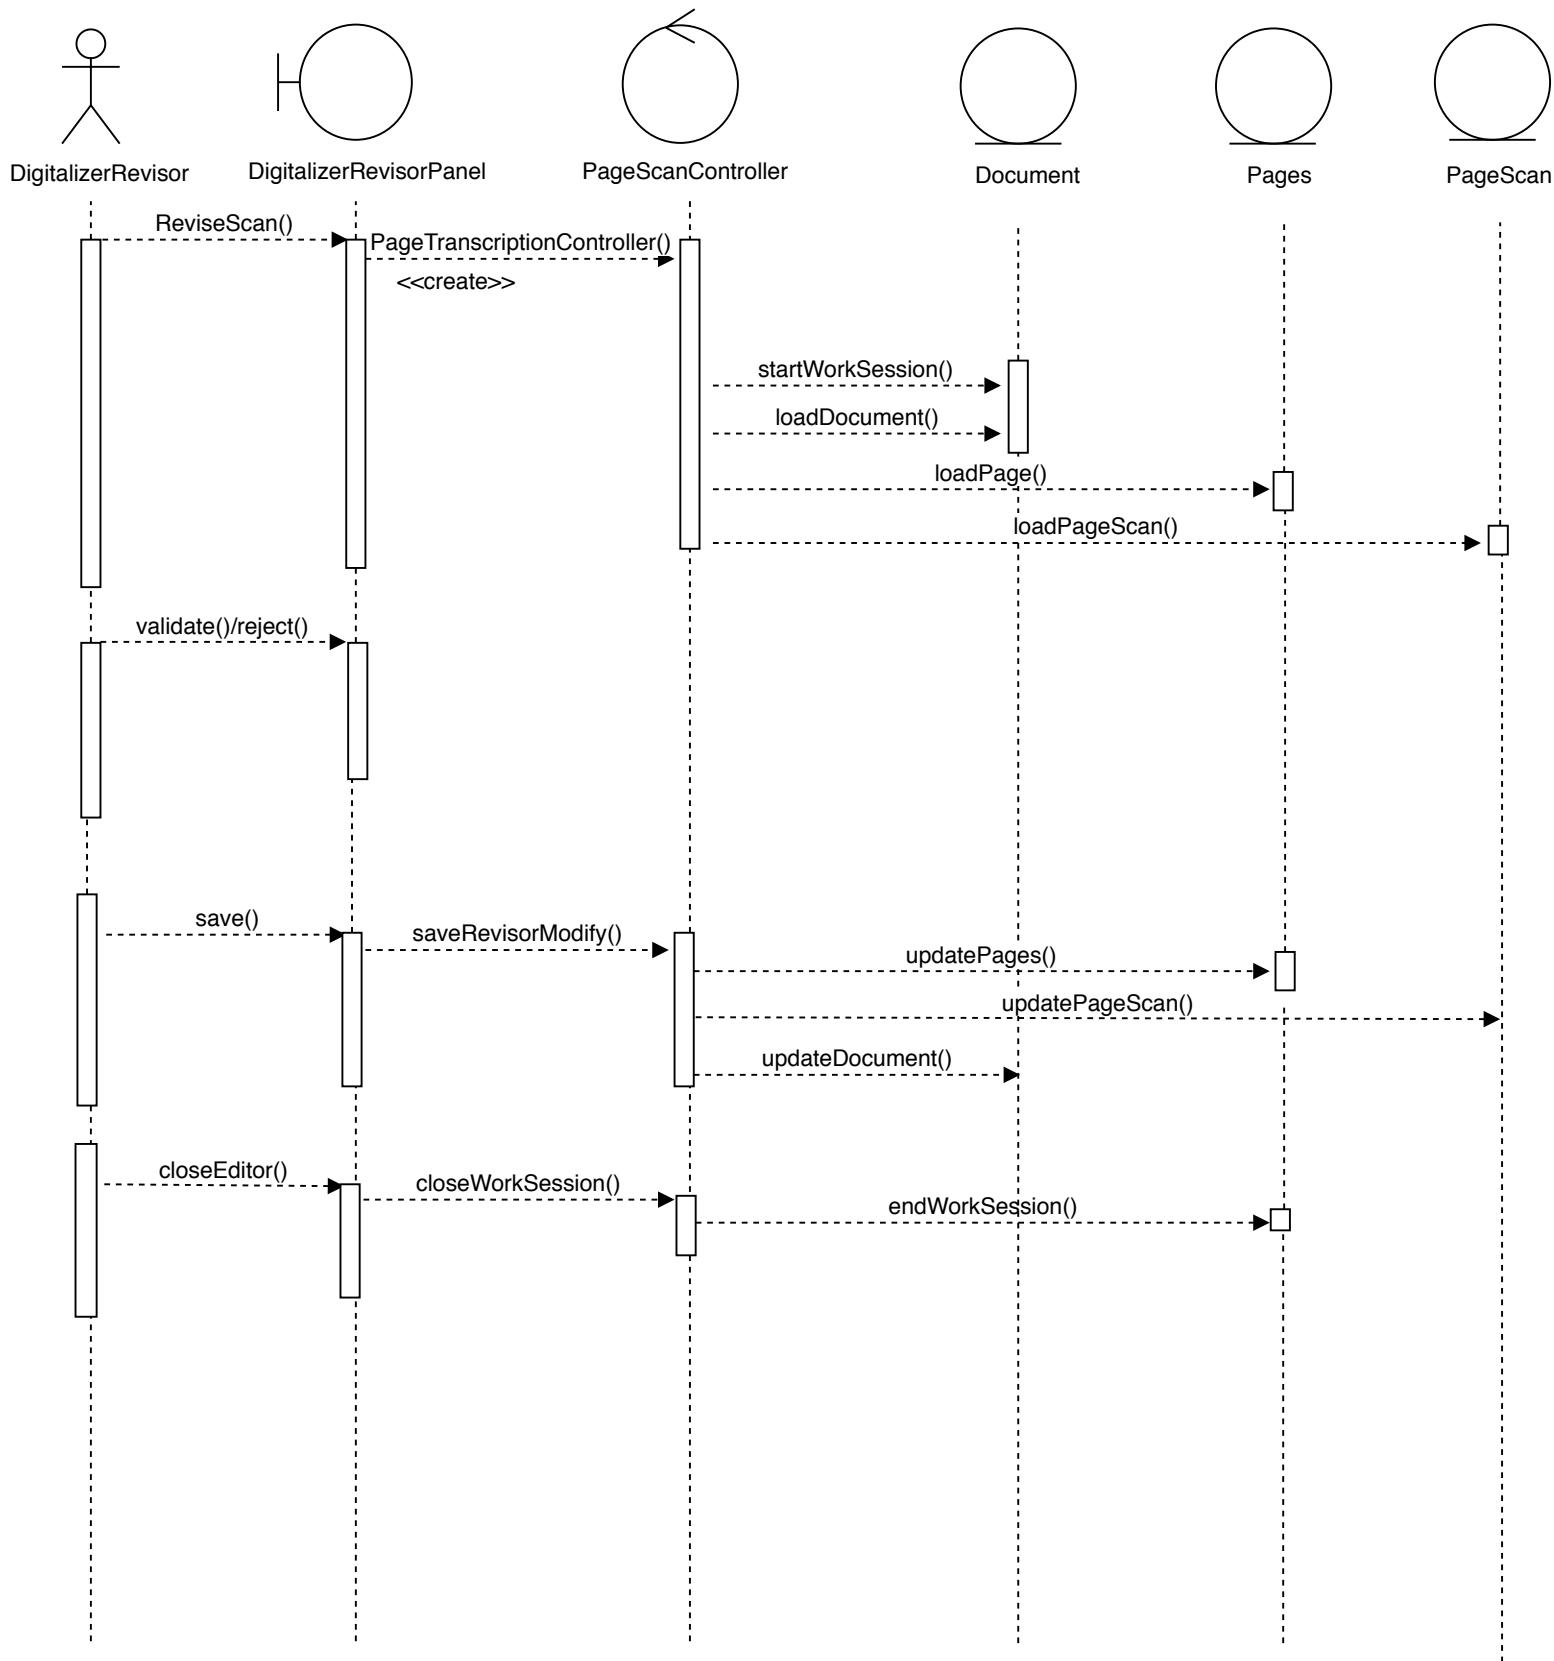 DigitalizerRevisor
DigitalizerRevisorPanel
PageScanController
Document
Pages
PageScan
ReviseScan()
PageTranscriptionController()
<<create>>
startWorkSession()
loadDocument()
loadPage()
loadPageScan()
validate()/reject()
save()
saveRevisorModify()
updatePages()
updatePageScan()
updateDocument()
closeEditor()
closeWorkSession()
endWorkSession()